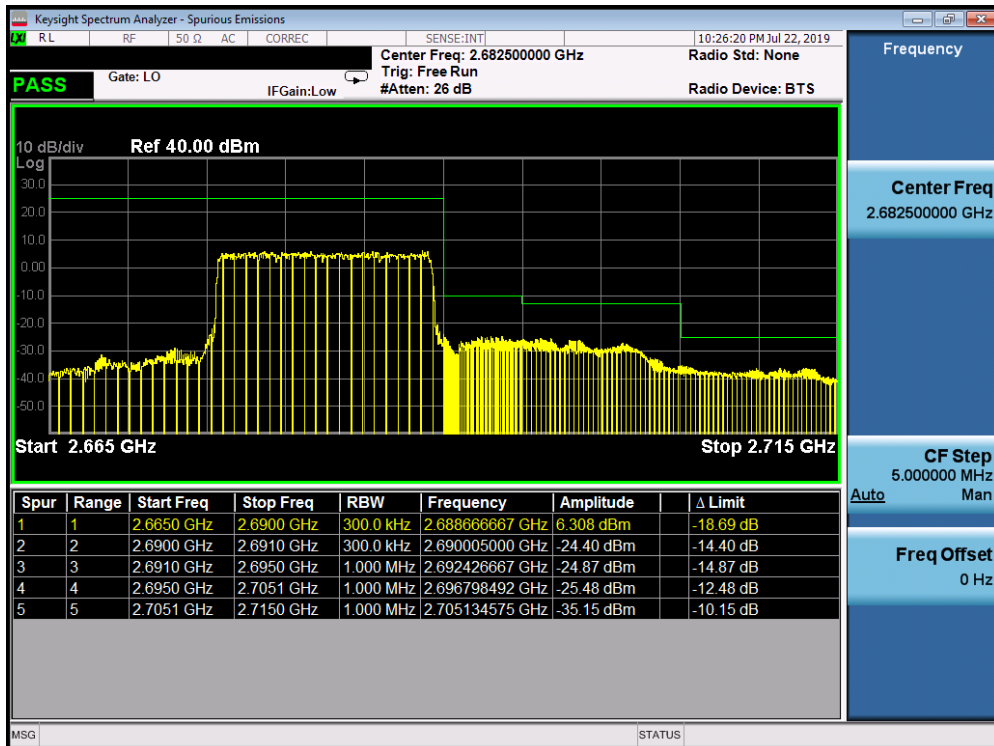 Keysight Spectrum Analyzer - Spurious Emissions
LXI RL RF 50 Ω AC CORREC SENSE:INT 10:26:20 PM Jul 22, 2019
Center Freq: 2.682500000 GHz Radio Std: None
PASS Gate: LO Trig: Free Run
IFGain:Low #Atten: 26 dB Radio Device: BTS
10 dB/div Ref 40.00 dBm
Log
30.0
20.0
10.0
0.00
-10.0
-20.0
-30.0
-40.0
-50.0
Start 2.665 GHz Stop 2.715 GHz
Spur Range Start Freq Stop Freq RBW Frequency Amplitude Δ Limit
1 1 2.6650 GHz 2.6900 GHz 300.0 kHz 2.688666667 GHz 6.308 dBm -18.69 dB
2 2 2.6900 GHz 2.6910 GHz 300.0 kHz 2.690005000 GHz -24.40 dBm -14.40 dB
3 3 2.6910 GHz 2.6950 GHz 1.000 MHz 2.692426667 GHz -24.87 dBm -14.87 dB
4 4 2.6950 GHz 2.7051 GHz 1.000 MHz 2.696798492 GHz -25.48 dBm -12.48 dB
5 5 2.7051 GHz 2.7150 GHz 1.000 MHz 2.705134575 GHz -35.15 dBm -10.15 dB
Frequency
Center Freq
2.682500000 GHz
CF Step
5.000000 MHz
Auto Man
Freq Offset
0 Hz
MSG STATUS